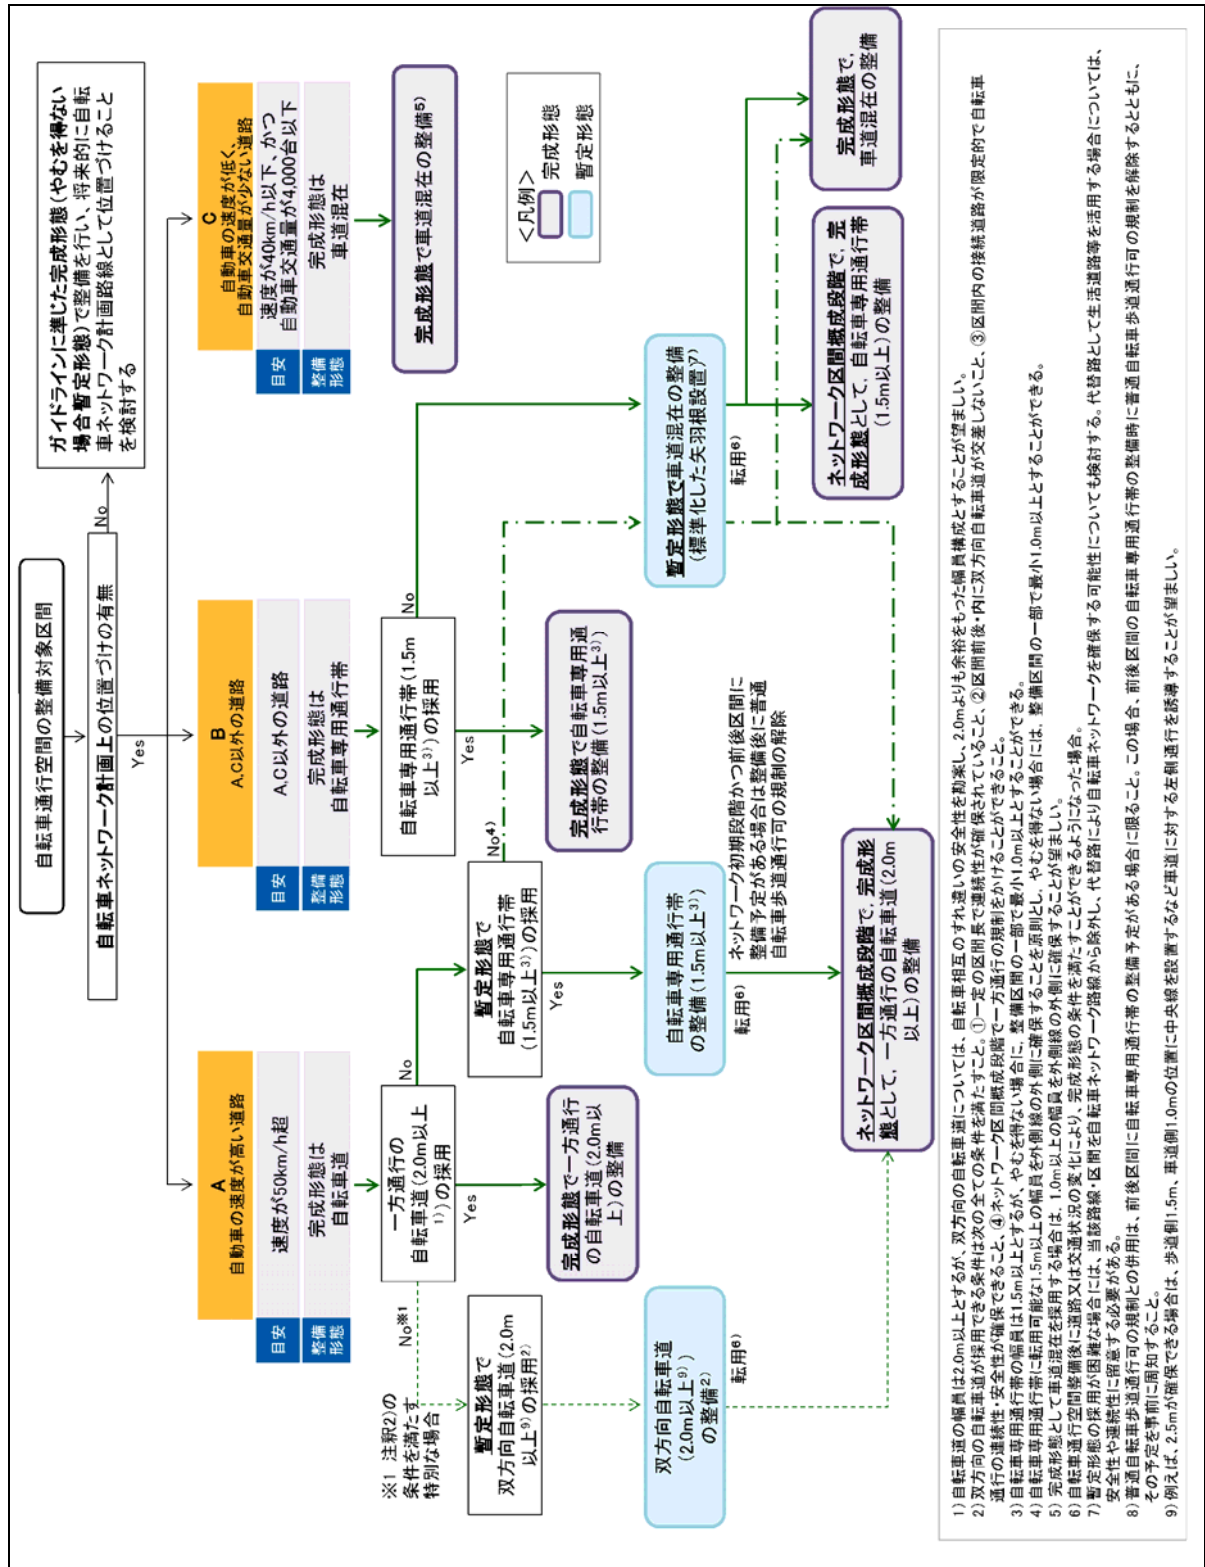 自転車通行空間の整備対象区間
自転車ネットワーク計画上の位置づけの有無
No
Yes
ガイドラインに準じた完成形態(やむを得ない
場合暫定形態)で整備を行い、将来的に自転
車ネットワーク計画路線として位置づけること
を検討する
A
自動車の速度が高い道路
目安
速度が50km/h超
整備
形態
完成形態は
自転車道
B
A,C以外の道路
目安
A,C以外の道路
整備
形態
完成形態は
自転車専用通行帯
C
自動車の速度が低く、
自動車交通量が少ない道路
目安
速度が40km/h以下、かつ
自動車交通量が4,000台以下
整備
形態
完成形態は
車道混在
一方通行の
自転車道(2.0m以上
1))の採用
No
Yes
No※1
※1 注釈2)の
条件を満たす
特別な場合
自転車専用通行帯(1.5m
以上3))の採用
No
Yes
完成形態で車道混在の整備5)
暫定形態で
双方向自転車道(2.0m
以上9))の採用2)
完成形態で一方通行
の自転車道(2.0m以
上)の整備
暫定形態で
自転車専用通行帯
(1.5m以上3))の採用
No4)
Yes
完成形態で自転車専用通
行帯の整備(1.5m以上3))
<凡例>
完成形態
暫定形態
双方向自転車道
(2.0m以上9))
の整備2)
転用6)
自転車専用通行帯
の整備(1.5m以上3))
転用6)
ネットワーク初期段階かつ前後区間に
整備予定がある場合は整備後に普通
自転車歩道通行可の規制の解除
暫定形態で車道混在の整備
(標準化した矢羽根設置)7)
転用6)
ネットワーク区間概成段階で、完成形
態として、一方通行の自転車道(2.0m
以上)の整備
ネットワーク区間概成段階で、完
成形態として、自転車専用通行帯
(1.5m以上)の整備
完成形態で、
車道混在の整備
1)自転車道の幅員は2.0m以上とするが、双方向の自転車道については、自転車相互のすれ違いの安全性を勘案し、2.0mよりも余裕をもった幅員構成とすることが望ましい。
2)双方向の自転車道が採用できる条件は次の全ての条件を満たすこと。①一定の区間長で連続性が確保されていること、②区間前後・内に双方向自転車道が交差しないこと、③区間内の接続道路が限定的で自転車
通行の連続性・安全性が確保できること、④ネットワーク区間概成段階で一方通行の規制をかけることができること。
3)自転車専用通行帯の幅員は1.5m以上とするが、やむを得ない場合に、整備区間の一部で最小1.0m以上とすることができる。
4)自転車専用通行帯に転用可能な1.5m以上の幅員を外側線の外側に確保することを原則とし、やむを得ない場合には、整備区間の一部で最小1.0m以上とすることができる。
5)完成形態として車道混在を採用する場合は、1.0m以上の幅員を外側線の外側に確保することが望ましい。
6)自転車通行空間整備後に道路又は交通状況の変化により、完成形態の条件を満たすことができるようになった場合。
7)暫定形態の採用が困難な場合には、当該路線・区間を自転車ネットワーク路線から除外し、代替路により自転車ネットワークを確保する可能性についても検討する。代替路として生活道路等を活用する場合については、
安全性や連続性に留意する必要がある。
8)普通自転車歩道通行可の規制との併用は、前後区間に自転車専用通行帯の整備予定がある場合に限ること。この場合、前後区間の自転車専用通行帯の整備時に普通自転車歩道通行可の規制を解除するとともに、
その予定を事前に周知すること。
9)例えば、2.5mが確保できる場合は、歩道側1.5m、車道側1.0mの位置に中央線を設置するなど車道に対する左側通行を誘導することが望ましい。